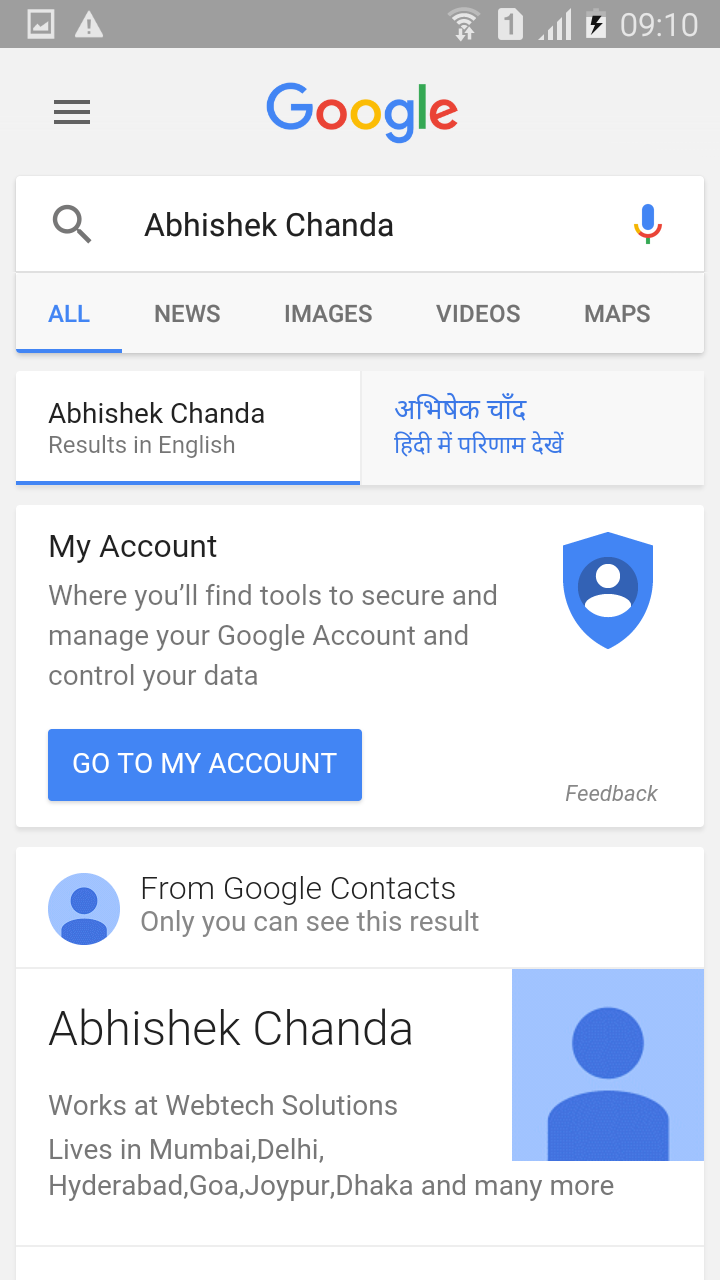 1 09:10
Google
Abhishek Chanda
ALL NEWS IMAGES VIDEOS MAPS
Abhishek Chanda
Results in English
अभिषेक चाँद
हिंदी में परिणाम देखें
My Account
Where you’ll find tools to secure and
manage your Google Account and
control your data
GO TO MY ACCOUNT
Feedback
From Google Contacts
Only you can see this result
Abhishek Chanda
Works at Webtech Solutions
Lives in Mumbai,Delhi,
Hyderabad,Goa,Joypur,Dhaka and many more